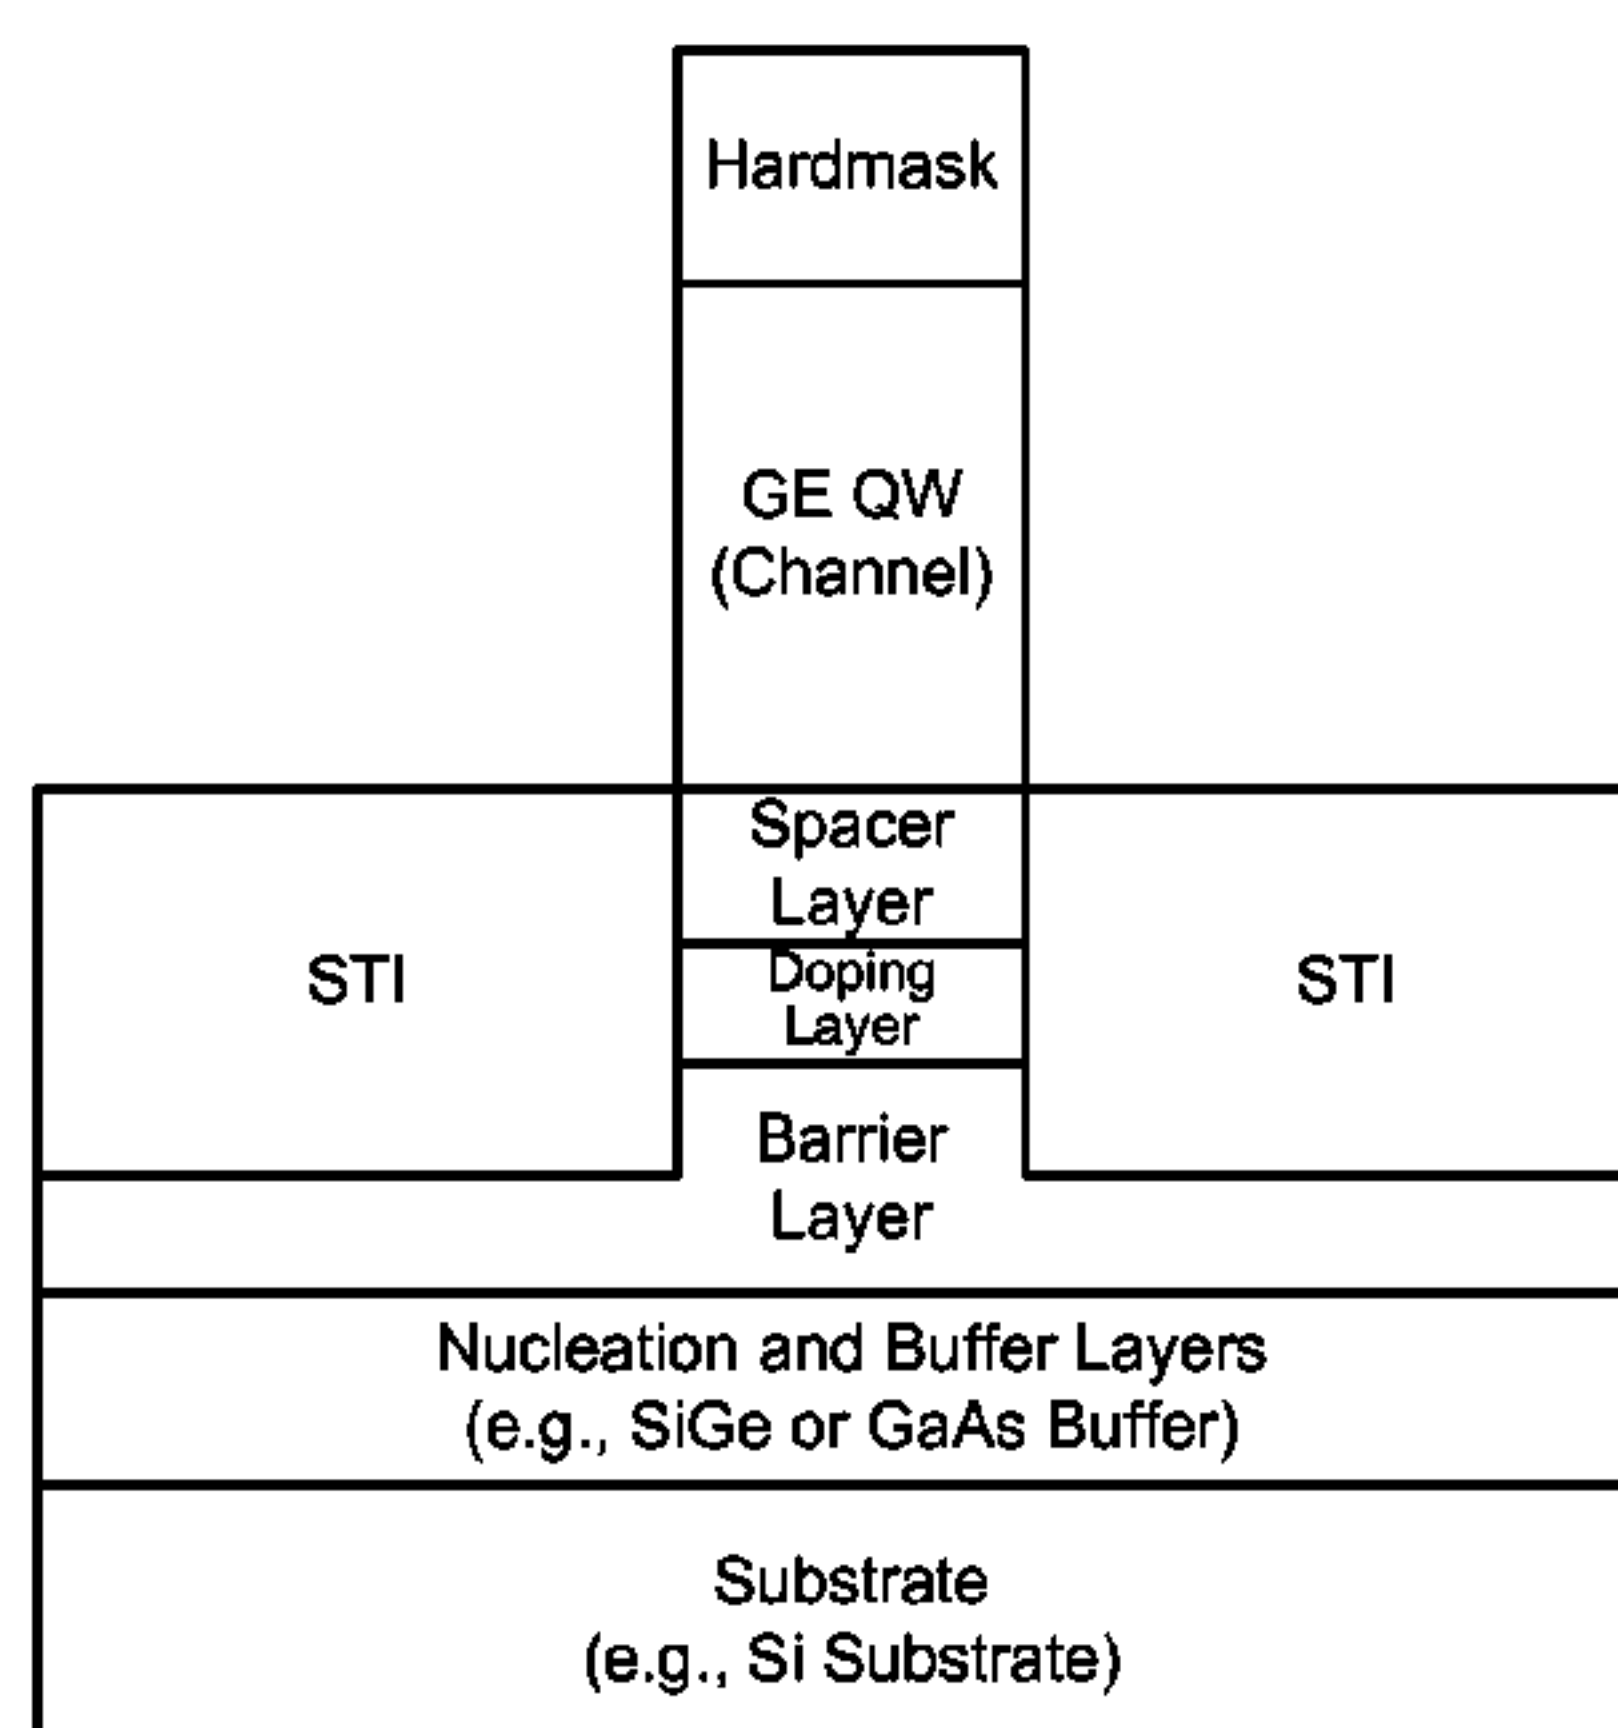 Hardmask
GE QW
(Channel)
Spacer
Layer
STI
Doping
Layer
STI
Barrier
Layer
Nucleation and Buffer Layers
(e.g., SiGe or GaAs Buffer)
Substrate
(e.g., Si Substrate)